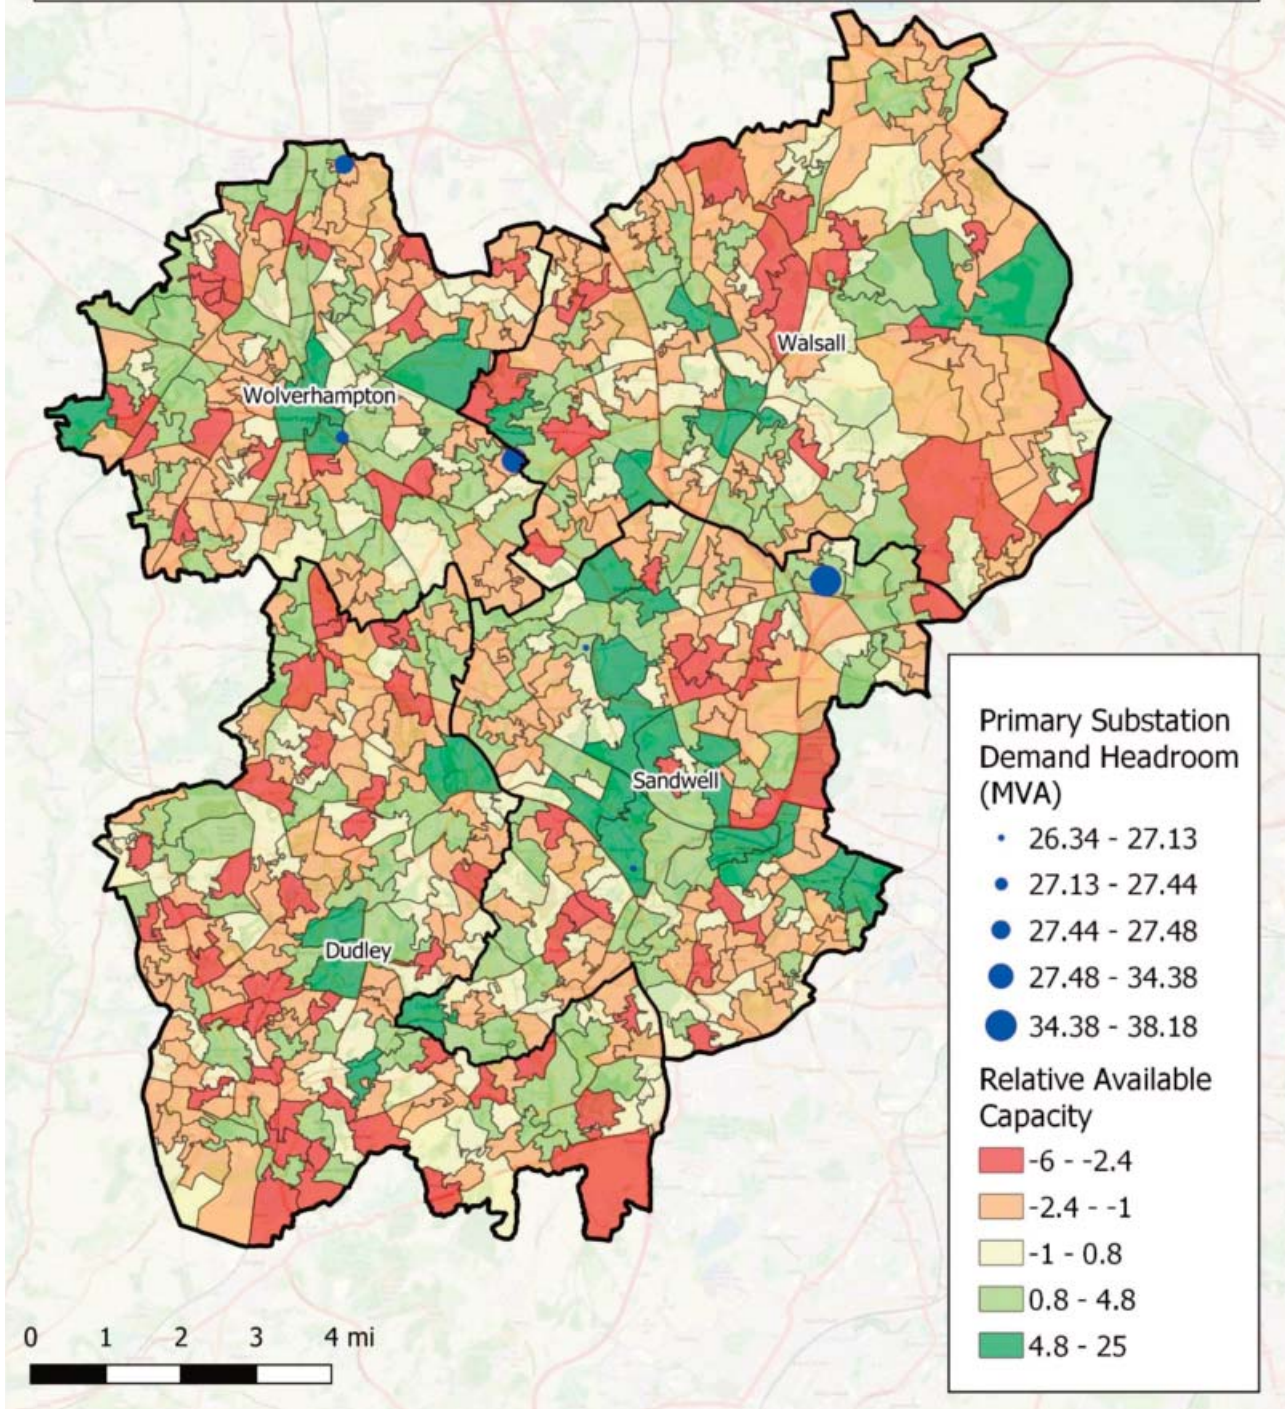 Walsall
Wolverhampton
Sandwell
Dudley
Primary Substation
Demand Headroom
(MVA)
26.34 - 27.13
27.13 - 27.44
27.44 - 27.48
27.48 - 34.38
34.38 - 38.18
Relative Available
Capacity
-6 - -2.4
-2.4 - -1
-1 - 0.8
0.8 - 4.8
4.8 - 25
0 1 2 3 4 mi